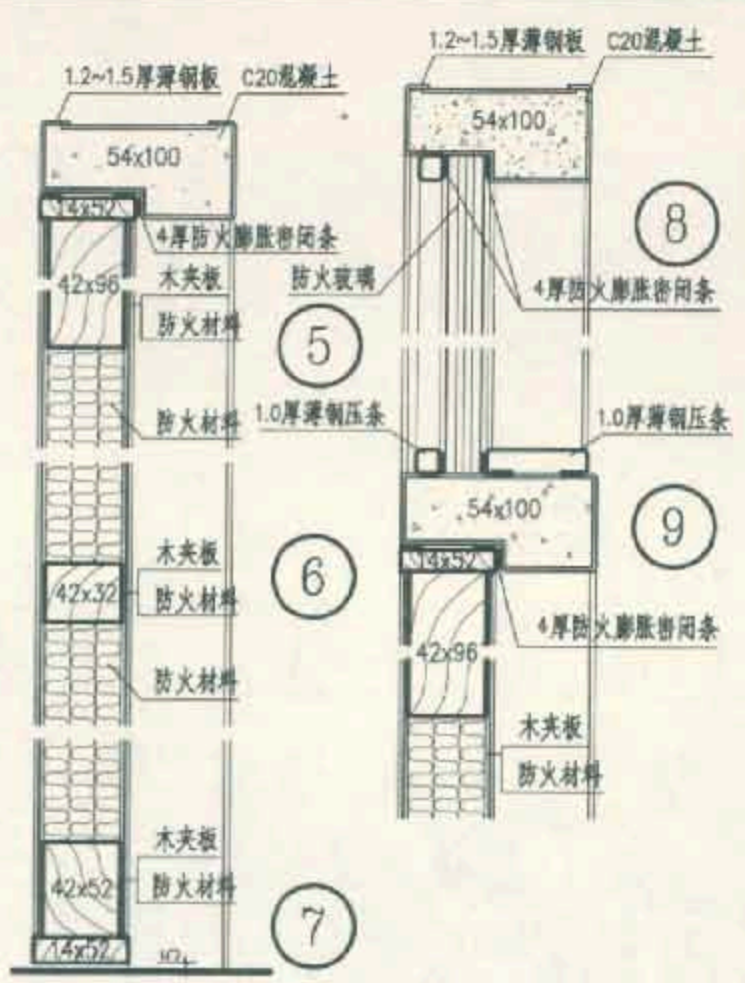 1.2~1.5厚薄钢板
C20混凝土
54x100
14x52
4厚防火膨胀密闭条
42x96
木夹板
防火材料
5
防火材料
木夹板
42x32
防火材料
6
防火材料
木夹板
42x52
防火材料
7
14x52
1.2~1.5厚薄钢板
C20混凝土
54x100
8
防火玻璃
4厚防火膨胀密闭条
1.0厚薄钢压条
1.0厚薄钢压条
54x100
9
14x52
4厚防火膨胀密闭条
42x96
木夹板
防火材料